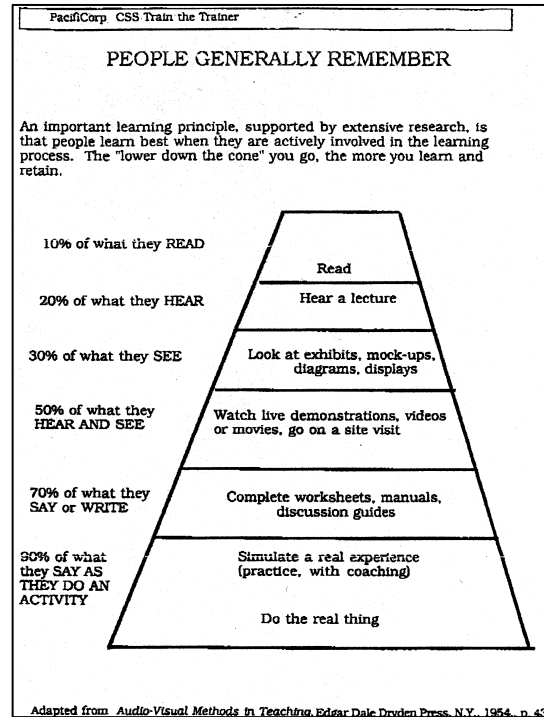 PacifiCorp CSS Train the Trainer
PEOPLE GENERALLY REMEMBER
An important learning principle, supported by extensive research, is
that people learn best when they are actively involved in the learning
process. The "lower down the cone" you go, the more you learn and
retain.
10% of what they READ
Read
20% of what they HEAR
Hear a lecture
30% of what they SEE
Look at exhibits, mock-ups,
diagrams, displays
50% of what they
HEAR AND SEE
Watch live demonstrations, videos
or movies, go on a site visit
70% of what they
SAY or WRITE
Complete worksheets, manuals,
discussion guides
90% of what
they SAY AS
THEY DO AN
ACTIVITY
Simulate a real experience
(practice, with coaching)
Do the real thing
Adapted from Audio-Visual Methods in Teaching, Edgar Dale Dryden Press, N.Y., 1954., p. 43